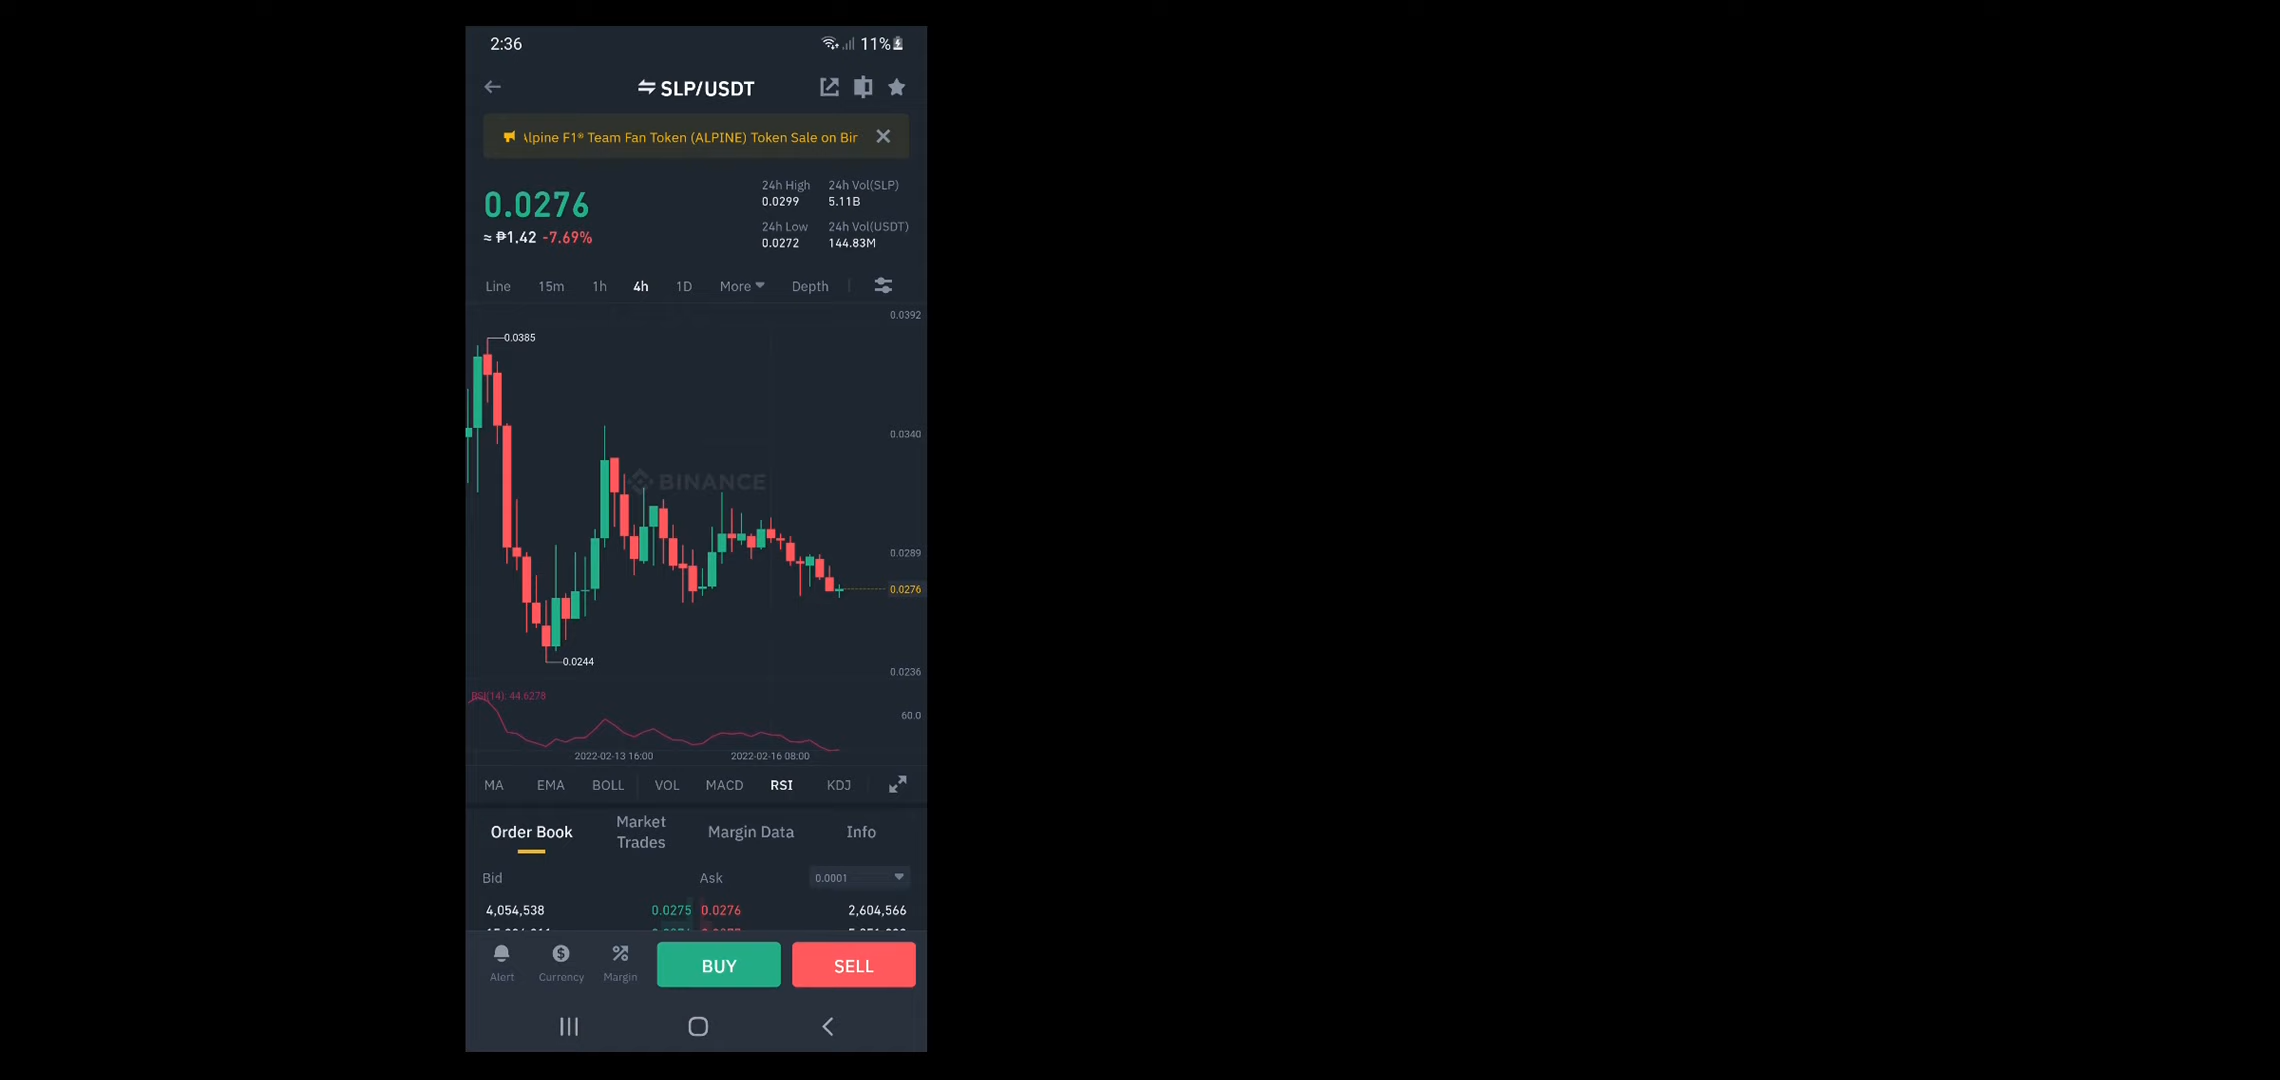 2:36
11%
SLP/USDT
Alpine F1® Team Fan Token (ALPINE) Token Sale on Bin
0.0276
≈ ₱1.42 -7.69%
24h High
0.0299
24h Vol(SLP)
5.11B
24h Low
0.0272
24h Vol(USDT)
144.83M
Line 15m 1h 4h 1D More Depth
0.0392
0.0385
0.0340
BINANCE
0.0289
0.0276
0.0244
0.0236
RSI(14): 44.6278
60.0
2022-02-13 16:00 2022-02-16 08:00
MA EMA BOLL VOL MACD RSI KDJ
Order Book
Market
Trades
Margin Data
Info
Bid Ask 0.0001
4,054,538 0.0275 0.0276 2,604,566
Alert Currency Margin
BUY
SELL